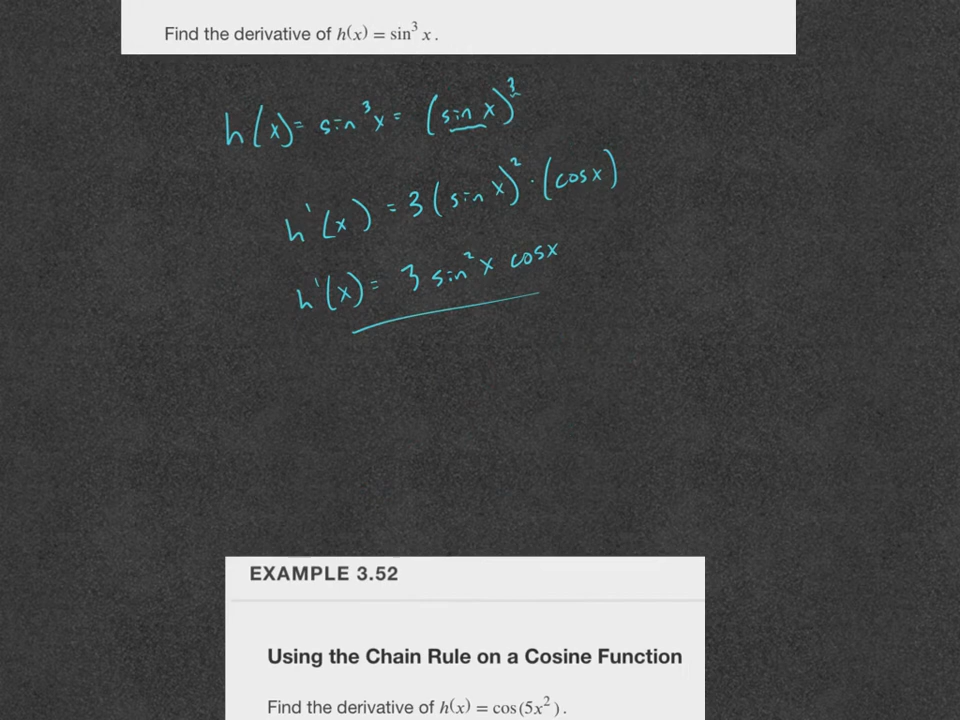 Find the derivative of h(x) = sin³ x.
h(x) = sin³x = (sin x)³
h'(x) = 3(sin x)² · (cosx)
h'(x) = 3 sin²x cosx
EXAMPLE 3.52
Using the Chain Rule on a Cosine Function
Find the derivative of h(x) = cos(5x²).